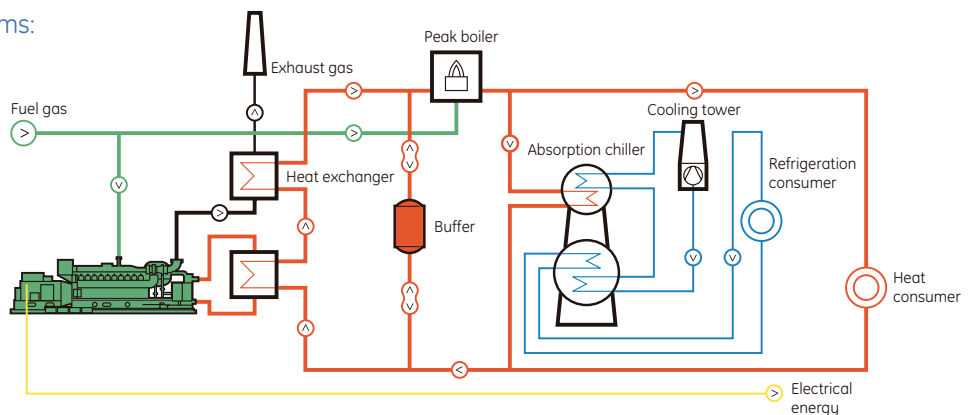 ms:
Peak boiler
Exhaust gas
Fuel gas
Cooling tower
Absorption chiller
Heat exchanger
Refrigeration
consumer
Buffer
Heat
consumer
Electrical
energy